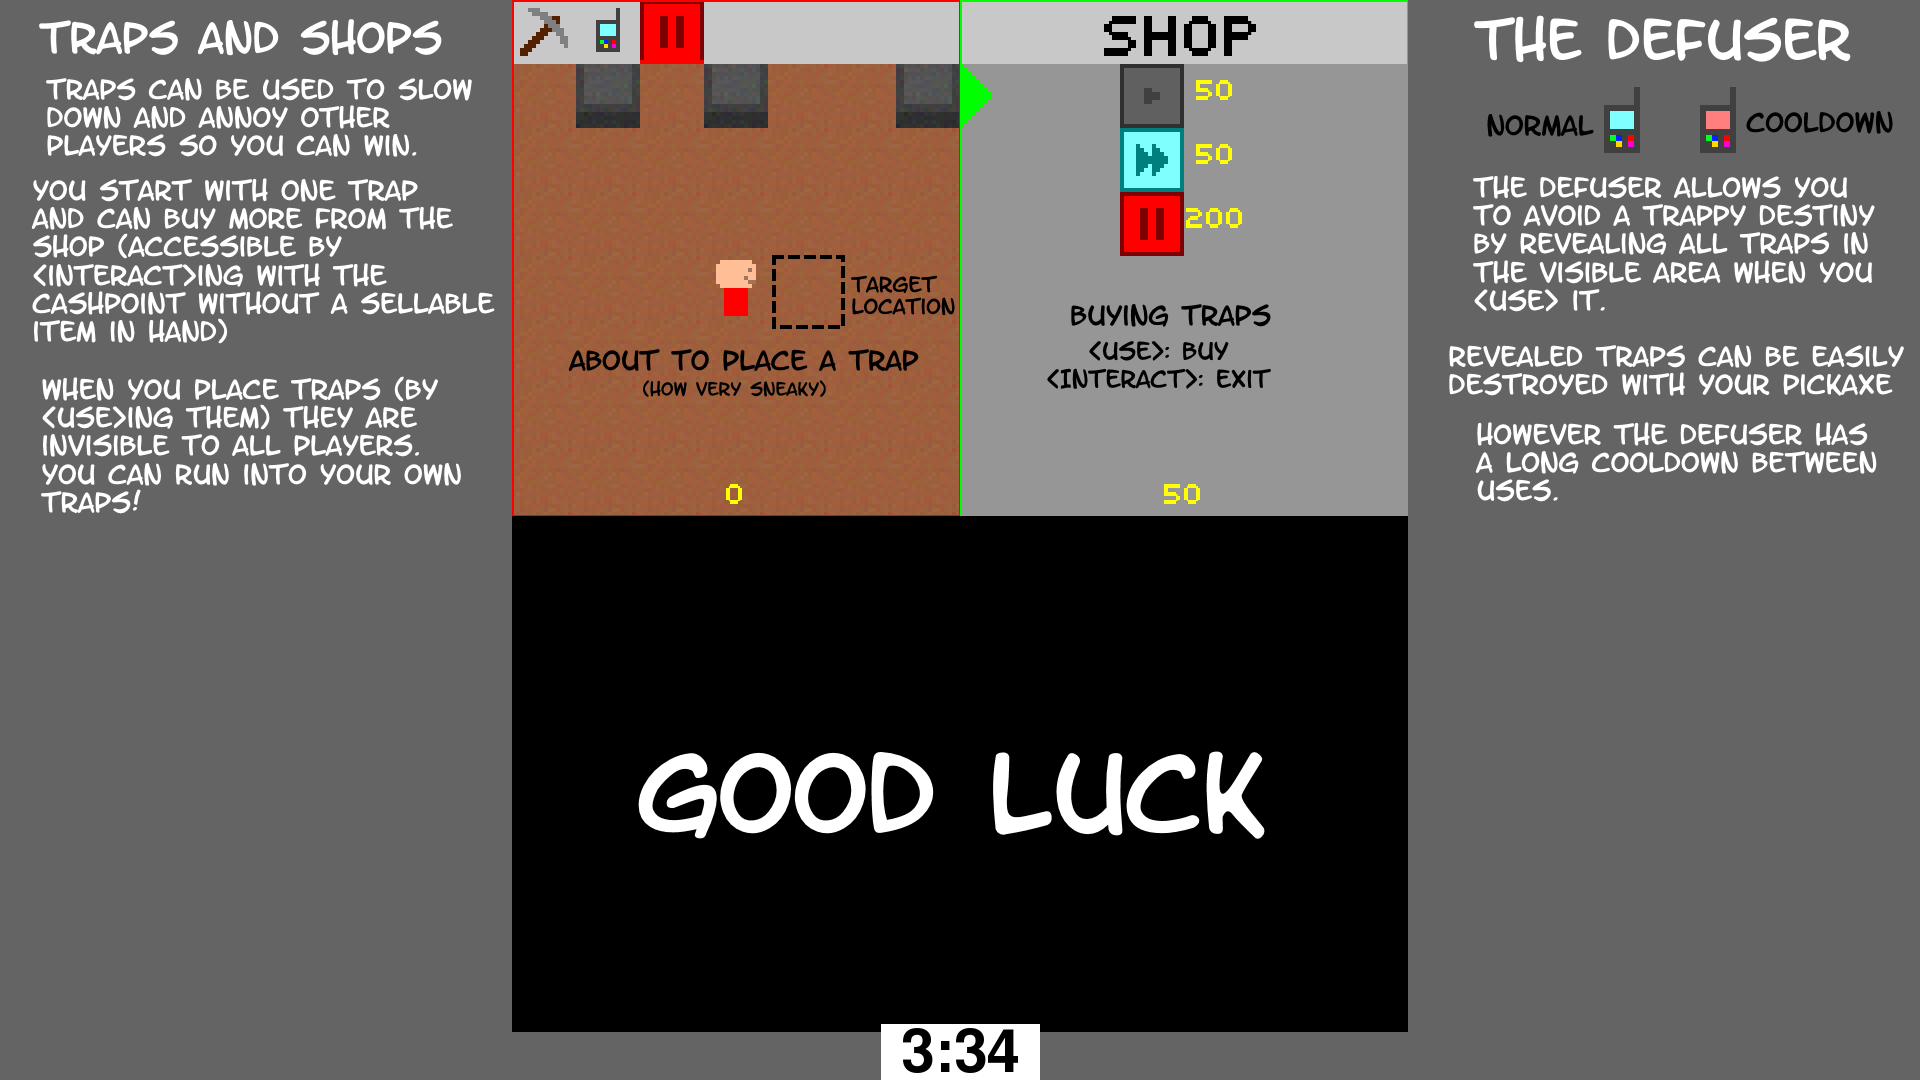 TRAPS AND SHOPS
TRAPS CAN BE USED TO SLOW
DOWN AND ANNOY OTHER
PLAYERS SO YOU CAN WIN.
YOU START WITH ONE TRAP
AND CAN BUY MORE FROM THE
SHOP (ACCESSIBLE BY
<INTERACT>ING WITH THE
CASHPOINT WITHOUT A SELLABLE
ITEM IN HAND)
WHEN YOU PLACE TRAPS (BY
<USE>ING THEM) THEY ARE
INVISIBLE TO ALL PLAYERS.
YOU CAN RUN INTO YOUR OWN
TRAPS!
TARGET
LOCATION
ABOUT TO PLACE A TRAP
(HOW VERY SNEAKY)
0
SHOP
50
50
200
BUYING TRAPS
<USE>: BUY
<INTERACT>: EXIT
50
THE DEFUSER
NORMAL
COOLDOWN
THE DEFUSER ALLOWS YOU
TO AVOID A TRAPPY DESTINY
BY REVEALING ALL TRAPS IN
THE VISIBLE AREA WHEN YOU
<USE> IT.
REVEALED TRAPS CAN BE EASILY
DESTROYED WITH YOUR PICKAXE
HOWEVER THE DEFUSER HAS
A LONG COOLDOWN BETWEEN
USES.
GOOD LUCK
3:34